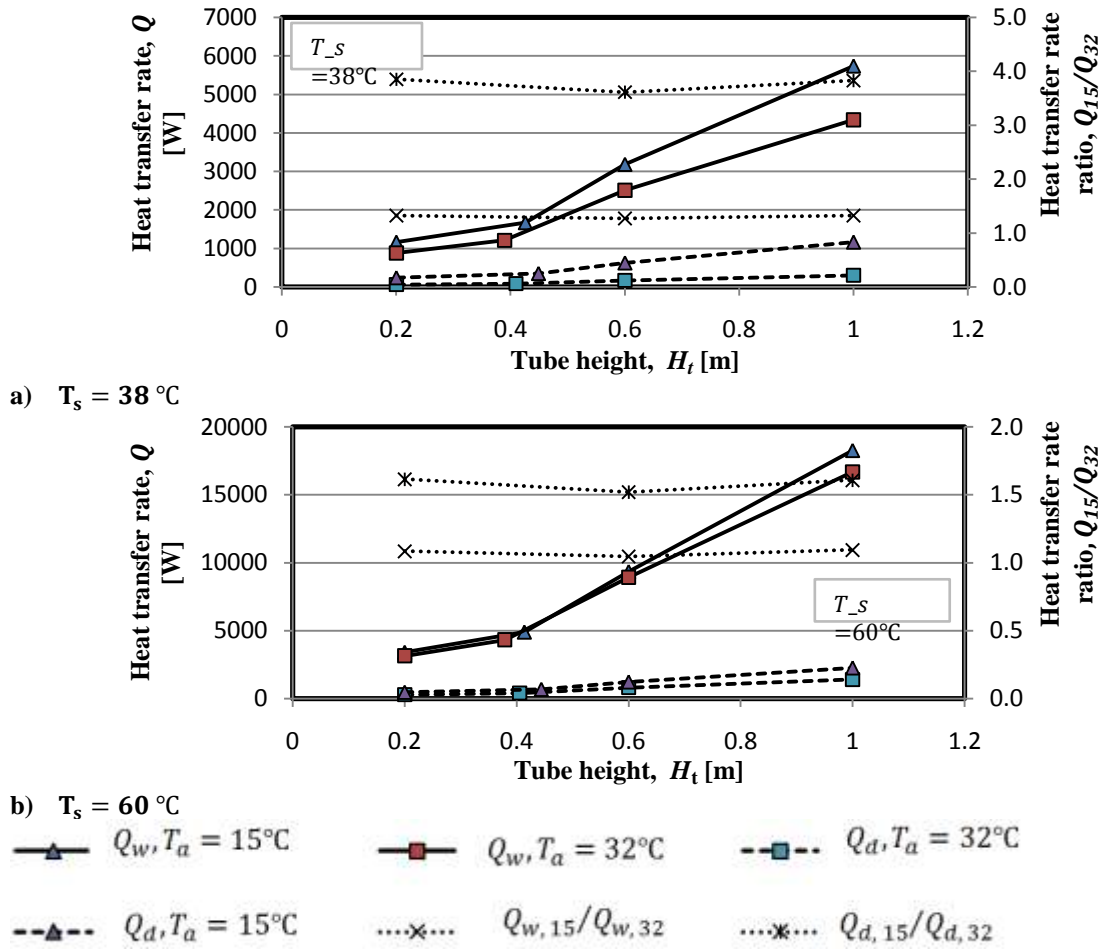 Heat transfer rate, Q
[W]
7000
6000
5000
4000
3000
2000
1000
0
T_s
=38°C
5.0
4.0
3.0
2.0
1.0
0.0
Heat transfer rate
ratio, Q15/Q32
0 0.2 0.4 0.6 0.8 1 1.2
Tube height, Ht [m]
a) Ts = 38 °C
Heat transfer rate, Q
[W]
20000
15000
10000
5000
0
T_s
=60°C
2.0
1.5
1.0
0.5
0.0
Heat transfer rate
ratio, Q15/Q32
0 0.2 0.4 0.6 0.8 1 1.2
Tube height, Ht [m]
b) Ts = 60 °C
Qw, Ta = 15°C Qw, Ta = 32°C Qd, Ta = 32°C
Qd, Ta = 15°C Qw, 15/Qw, 32 Qd, 15/Qd, 32